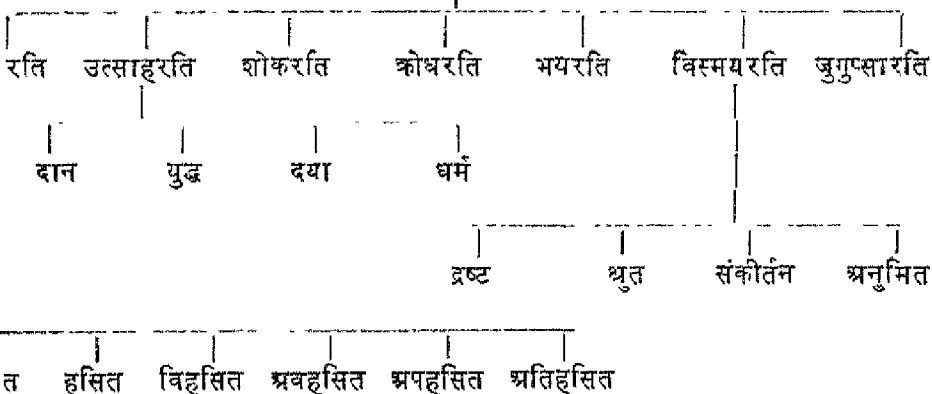 रति उत्साहरति शोकरति क्रोधरति भयरति विस्मयरति जुगुप्सारति
दान युद्ध दया धर्म
द्रष्ट श्रुत संकीर्तन अनुमित
त हसित विहसित अवहसित अपहसित अतिहसित